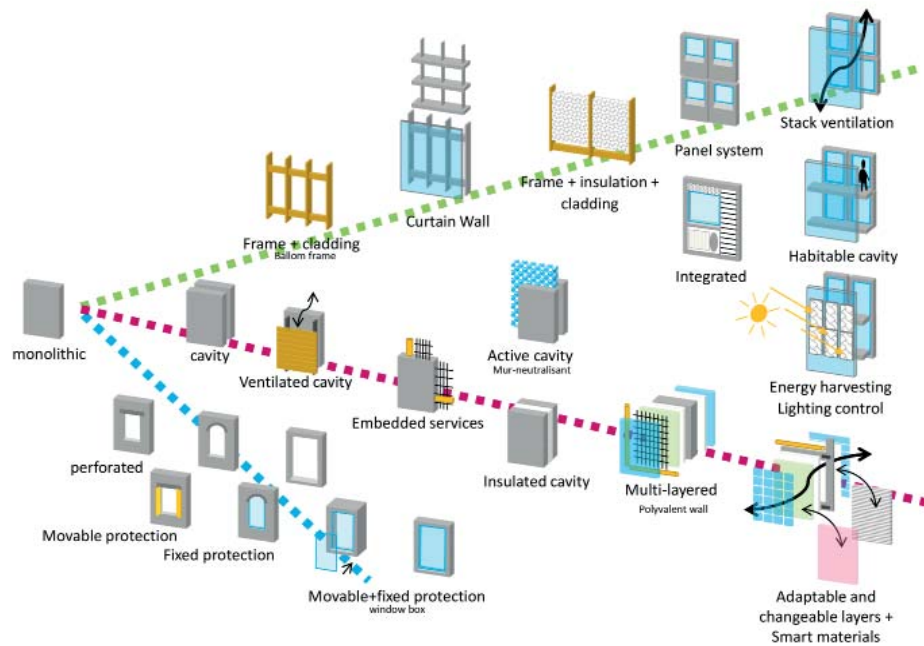 Stack ventilation
Panel system
Frame + insulation +
cladding
Curtain Wall
Frame + cladding
Ballom frame
Habitable cavity
Integrated
monolithic
cavity
Ventilated cavity
Active cavity
Mur-neutralisant
Embedded services
Energy harvesting
Lighting control
perforated
Insulated cavity
Multi-layered
Polyvalent wall
Movable protection
Fixed protection
Movable+fixed protection
window box
Adaptable and
changeable layers +
Smart materials